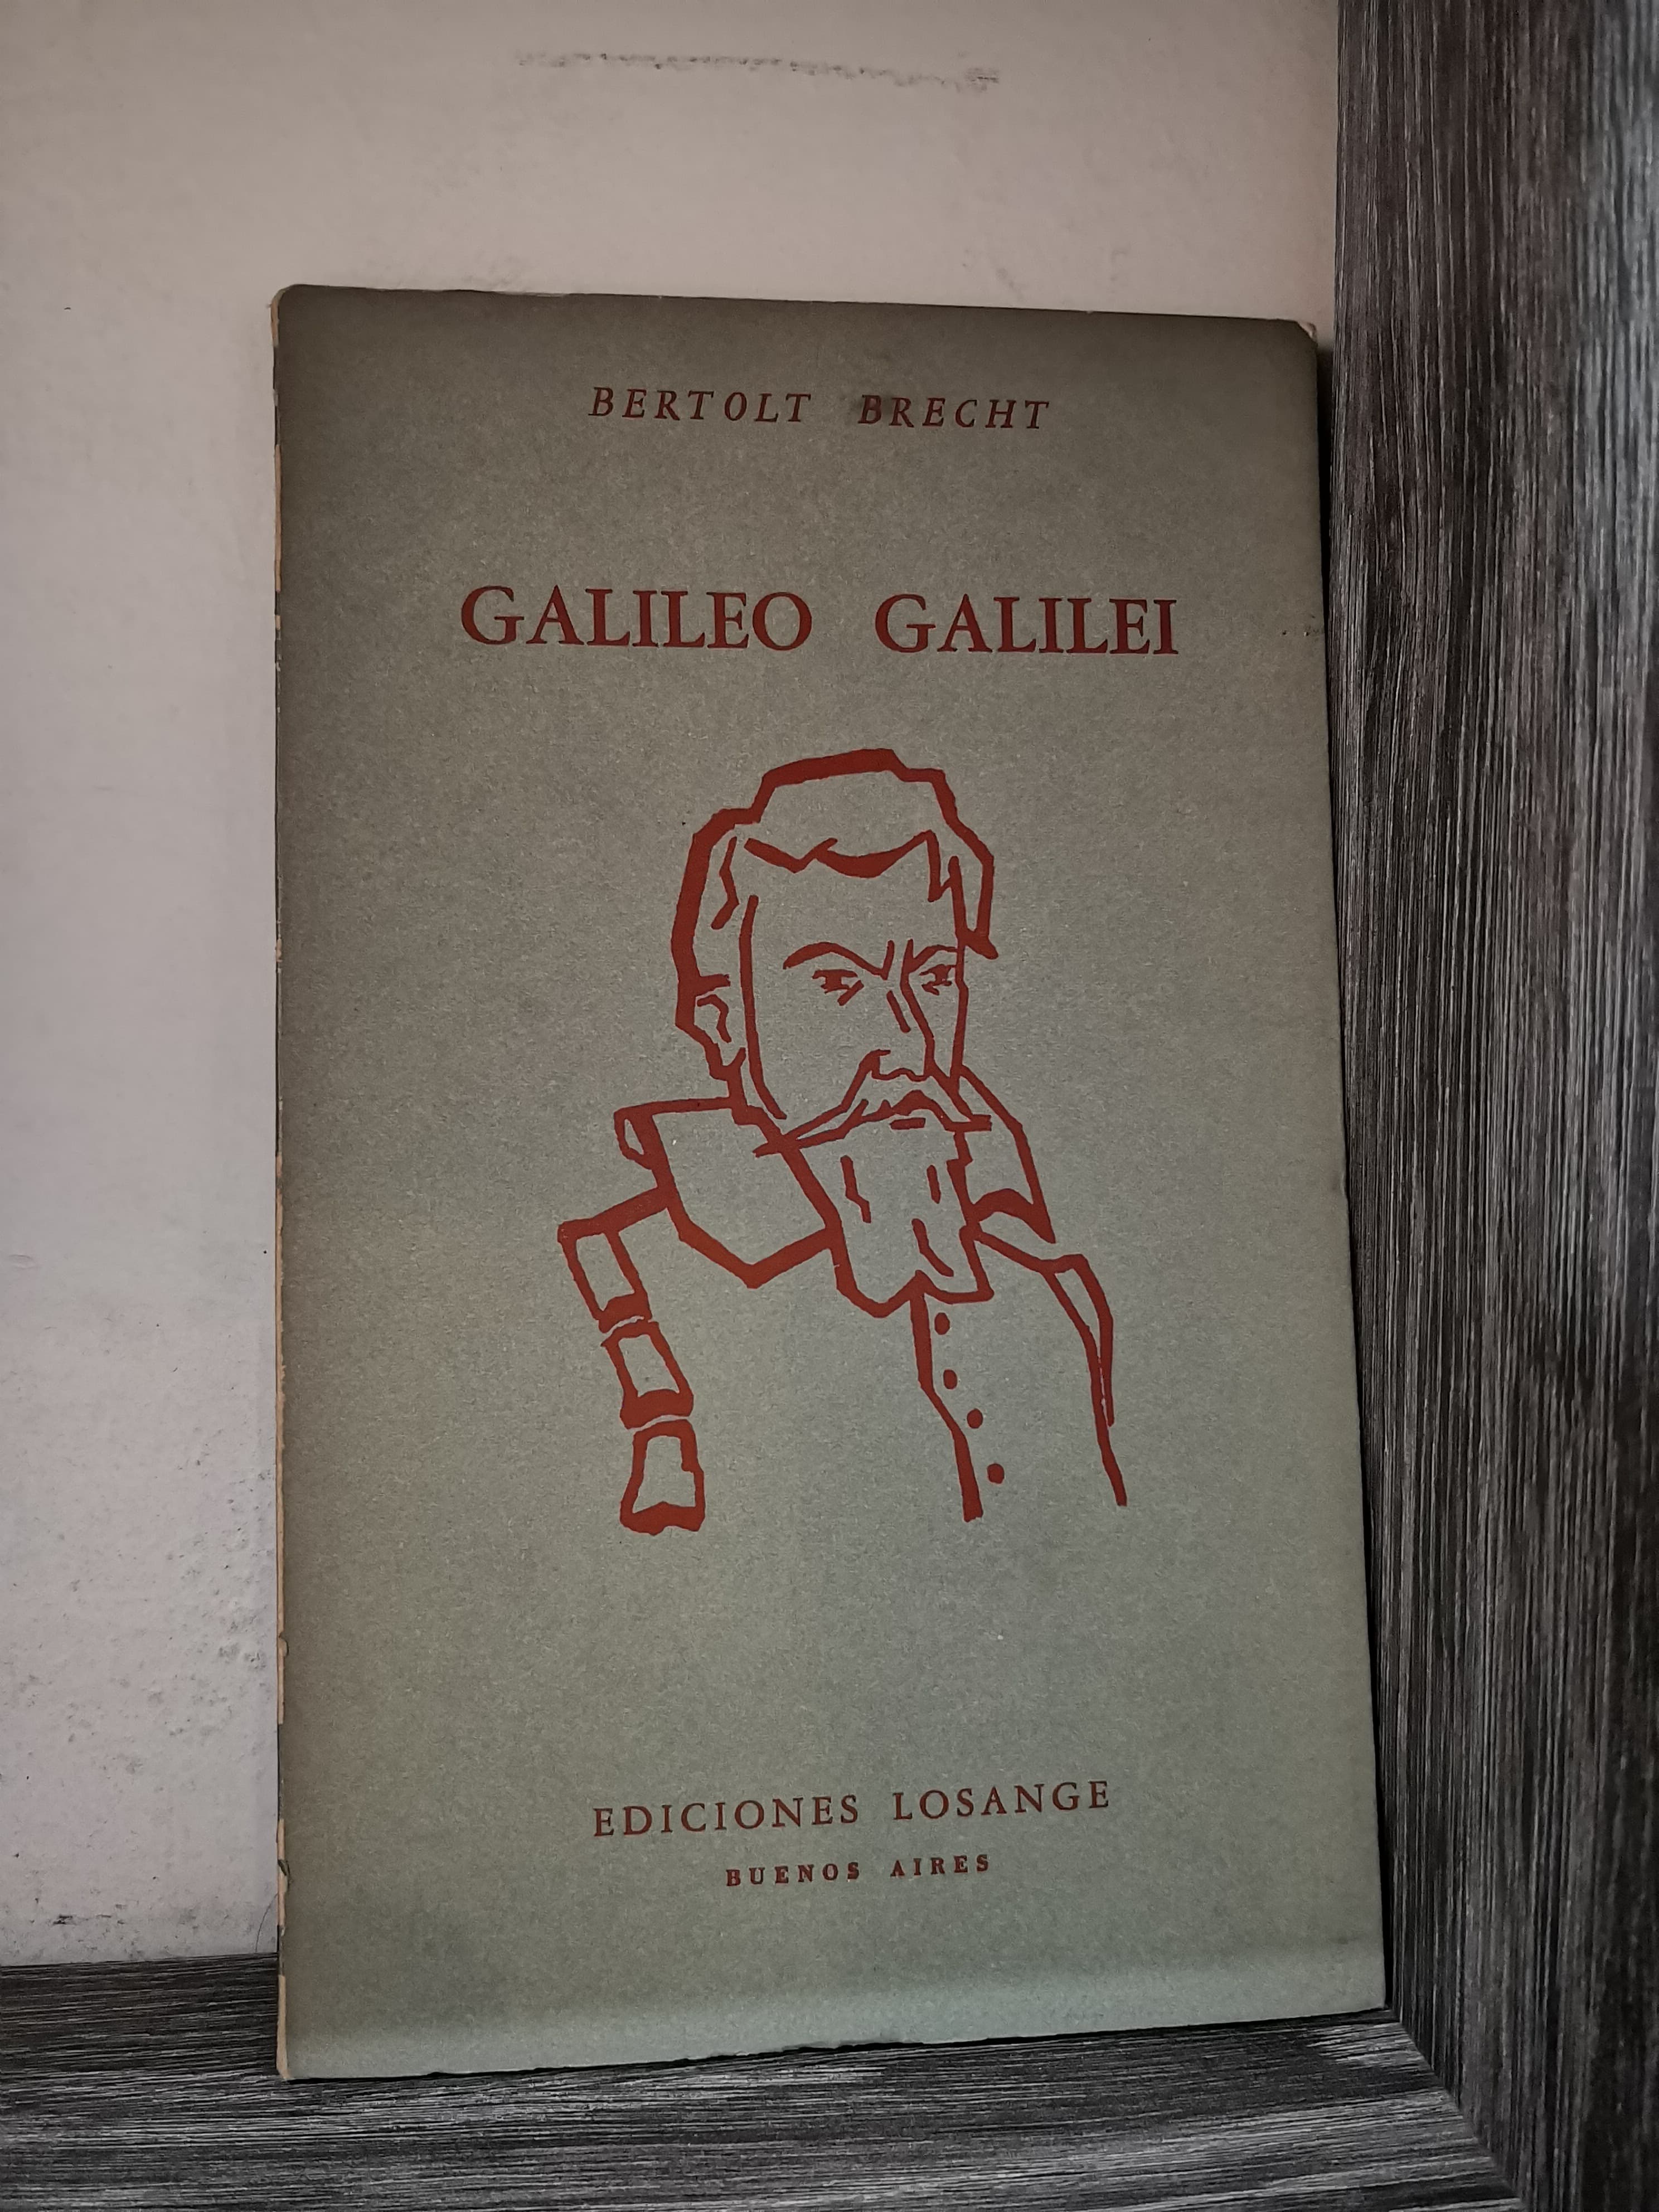 BERTOLT BRECHT
GALILEO GALILEI
EDICIONES LOSANGE
BUENOS AIRES